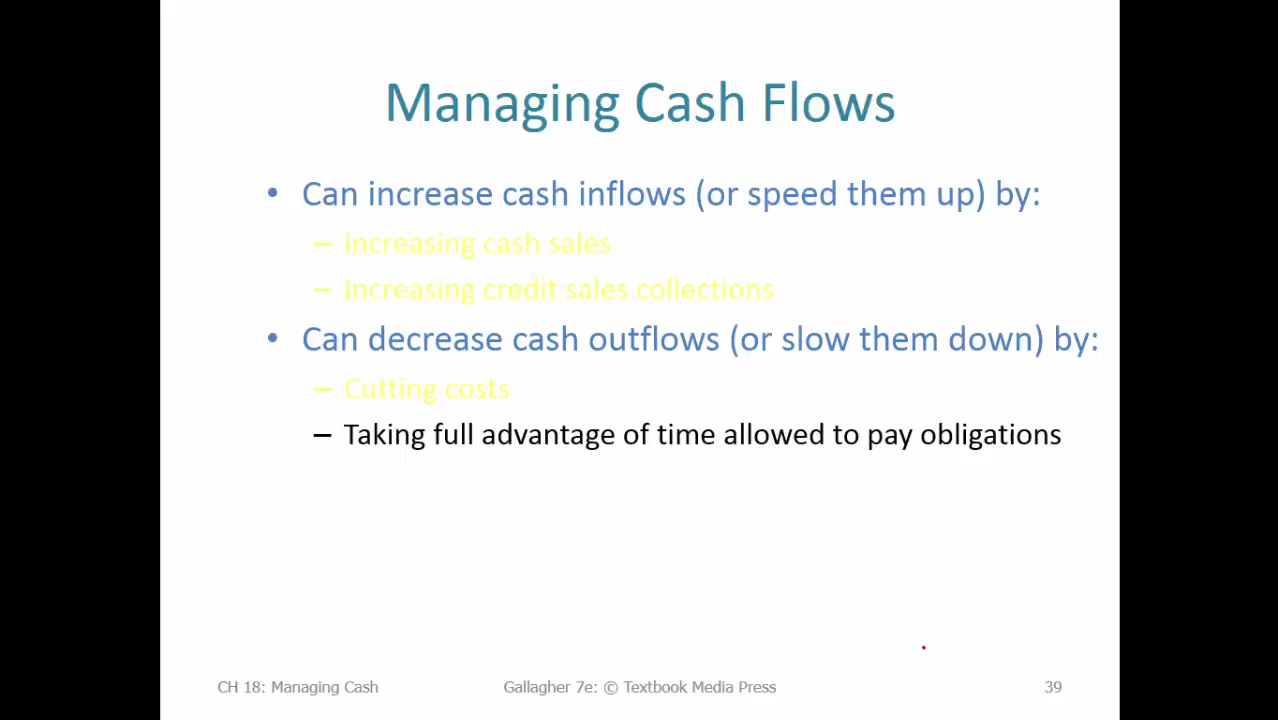 Managing Cash Flows
• Can increase cash inflows (or speed them up) by:
– Increasing cash sales
– Increasing credit sales collections
• Can decrease cash outflows (or slow them down) by:
– Cutting costs
– Taking full advantage of time allowed to pay obligations
CH 18: Managing Cash
Gallagher 7e: © Textbook Media Press
39